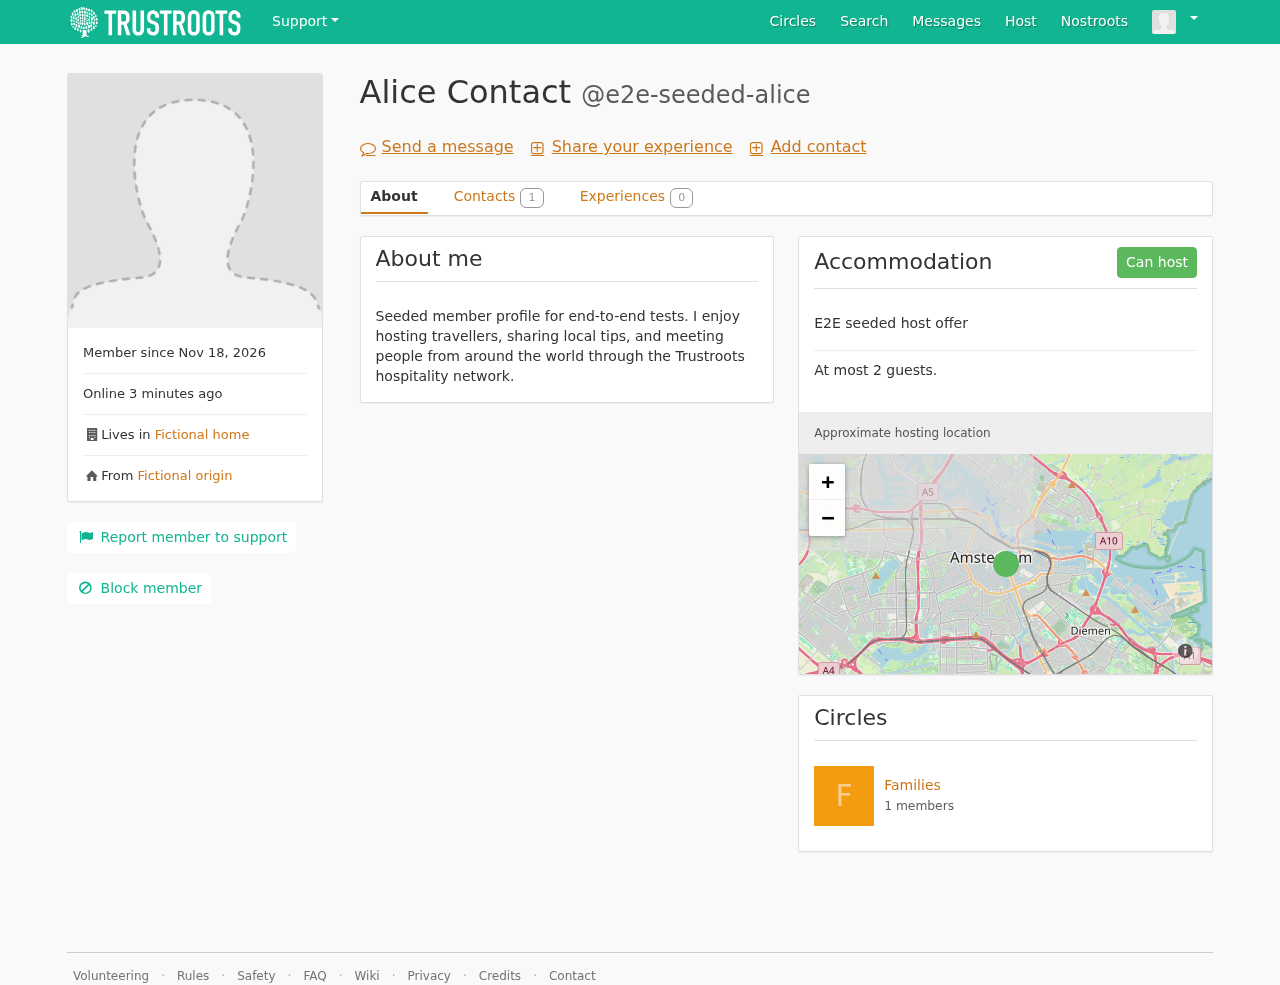 TRUSTROOTS Support Circles Search Messages Host Nostroots
Alice Contact @e2e-seeded-alice
Send a message Share your experience Add contact
About Contacts 1 Experiences 0
Member since Nov 18, 2026
Online 3 minutes ago
Lives in Fictional home
From Fictional origin
Report member to support
Block member
About me
Seeded member profile for end-to-end tests. I enjoy
hosting travellers, sharing local tips, and meeting
people from around the world through the Trustroots
hospitality network.
Accommodation Can host
E2E seeded host offer
At most 2 guests.
Approximate hosting location
+
−
A5
A10
Diemen
A4
Circles
F
Families
1 members
Volunteering · Rules · Safety · FAQ · Wiki · Privacy · Credits · Contact